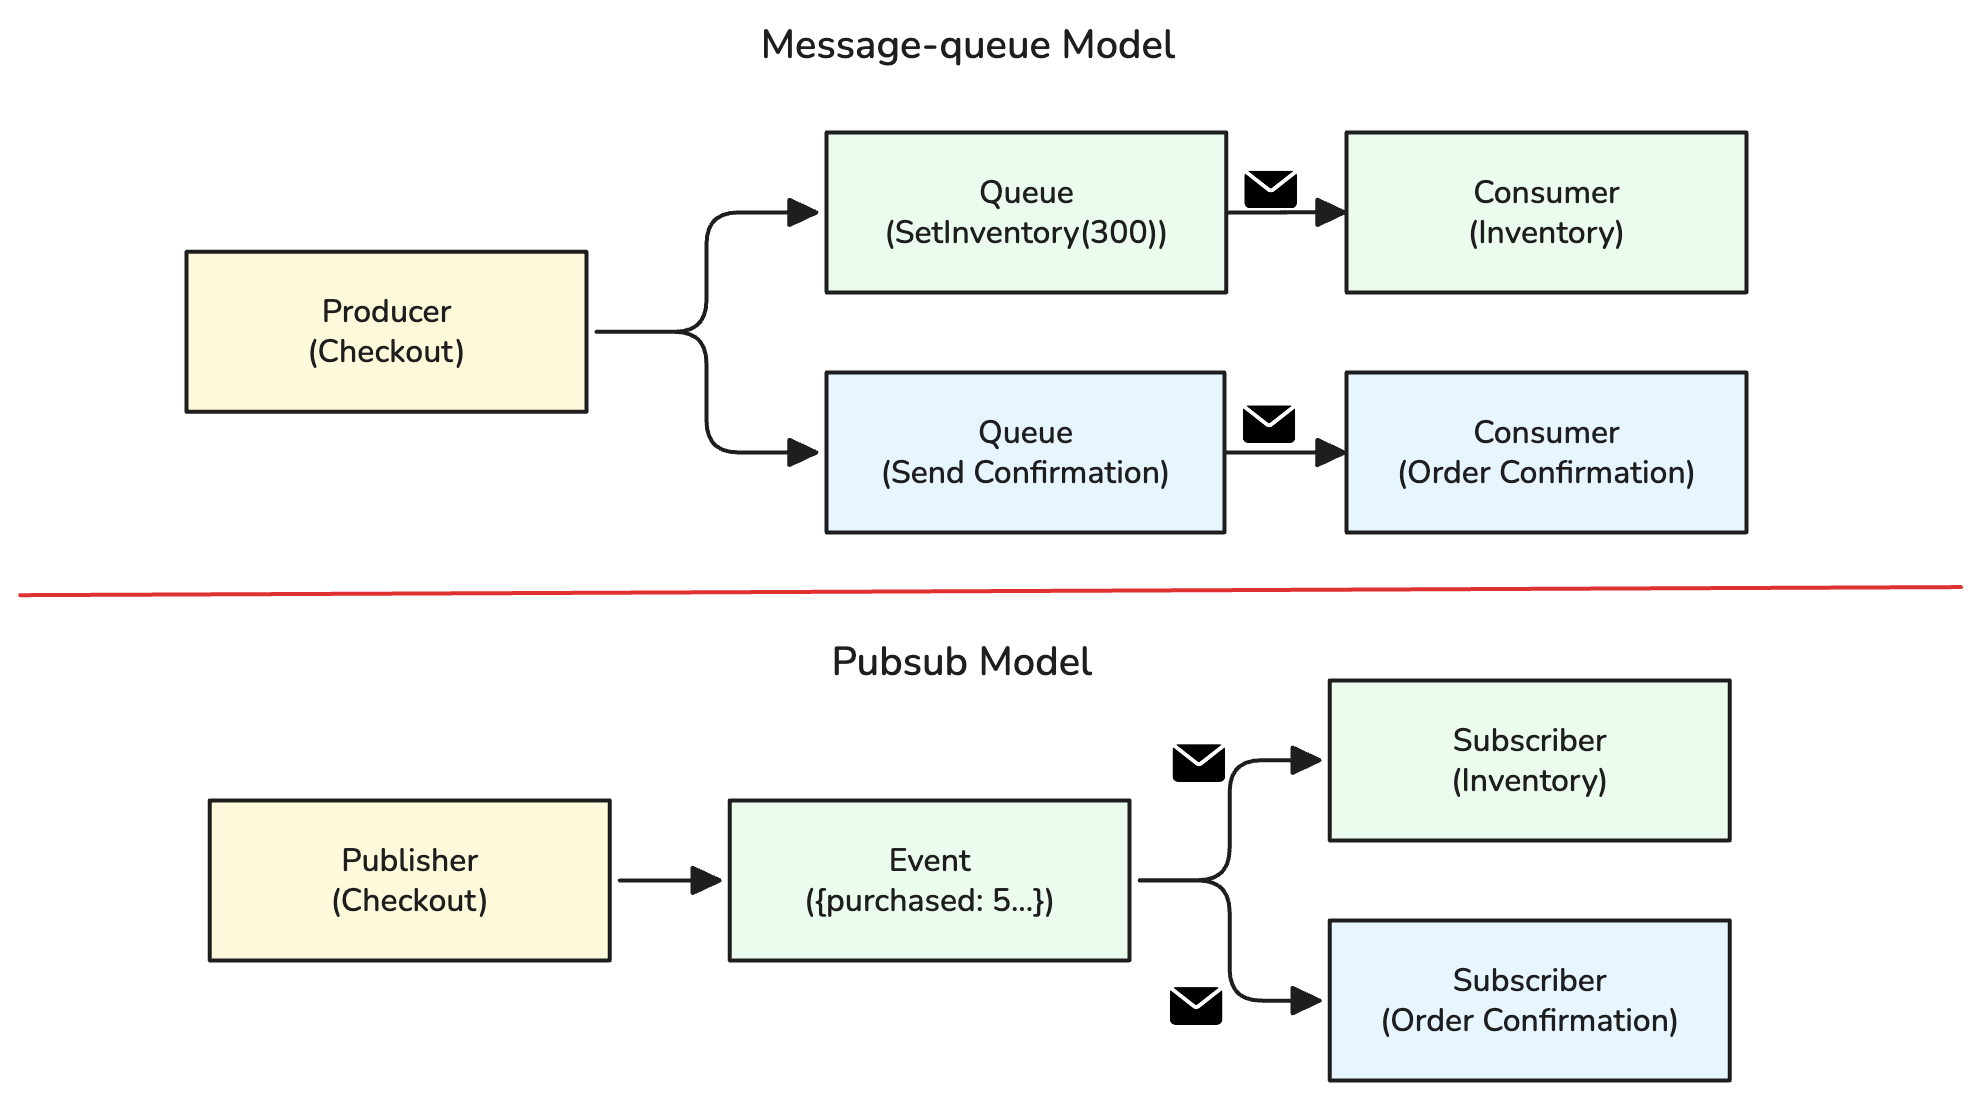 Message-queue Model
Queue
(SetInventory(300))
Consumer
(Inventory)
Producer
(Checkout)
Queue
(Send Confirmation)
Consumer
(Order Confirmation)
Pubsub Model
Subscriber
(Inventory)
Publisher
(Checkout)
Event
({purchased: 5...})
Subscriber
(Order Confirmation)